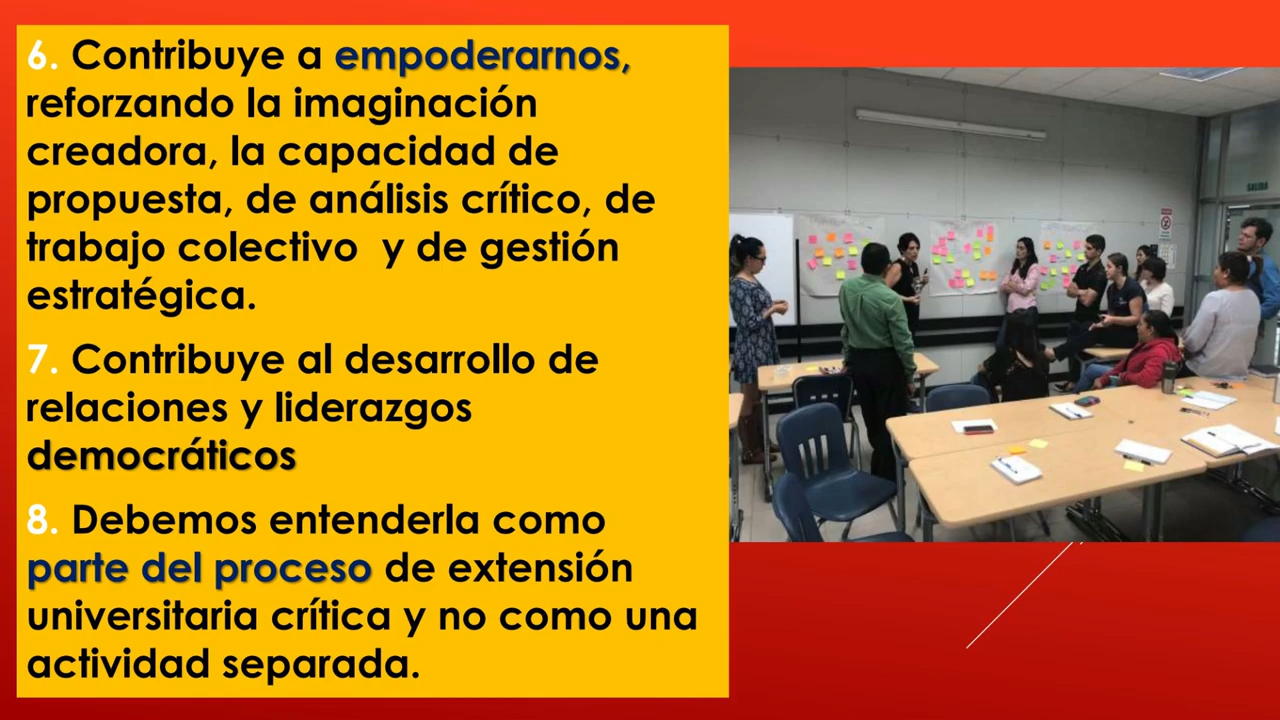 6. Contribuye a empoderarnos,
reforzando la imaginación
creadora, la capacidad de
propuesta, de análisis crítico, de
trabajo colectivo  y de gestión
estratégica.
7. Contribuye al desarrollo de
relaciones y liderazgos
democráticos
8. Debemos entenderla como
parte del proceso de extensión
universitaria crítica y no como una
actividad separada.
SALIDA